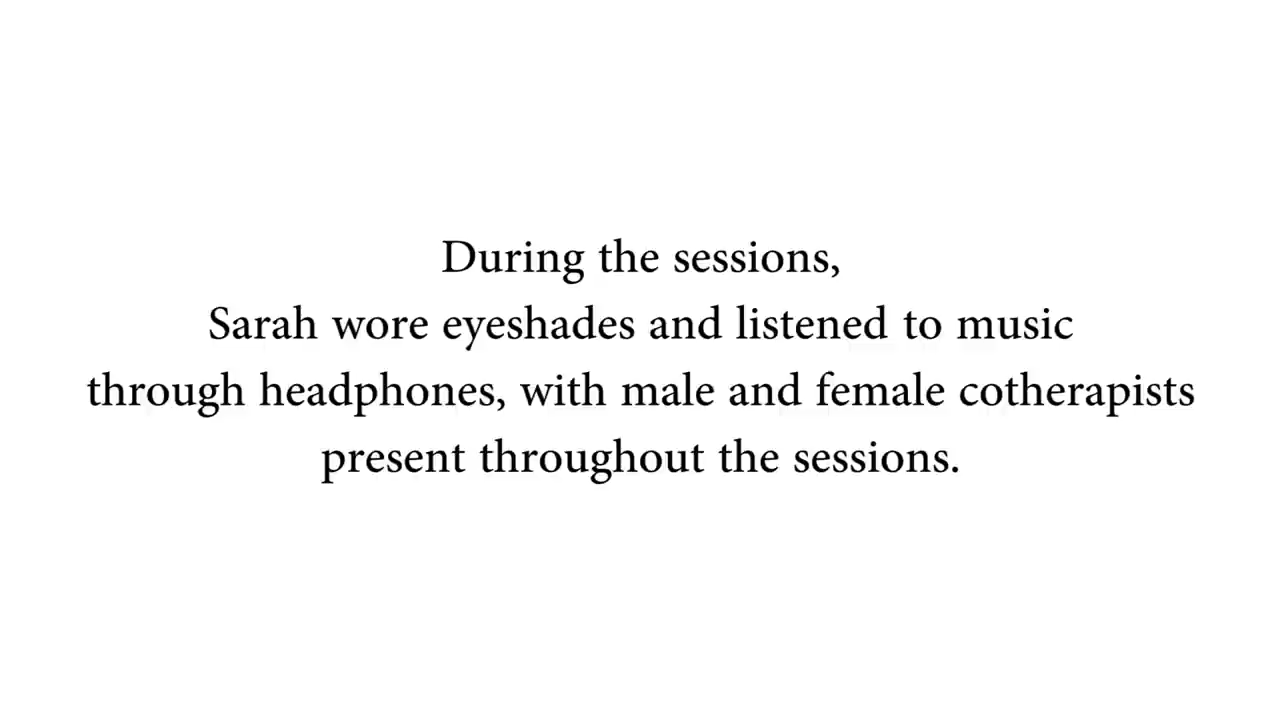 During the sessions,
Sarah wore eyeshades and listened to music
through headphones, with male and female cotherapists
present throughout the sessions.